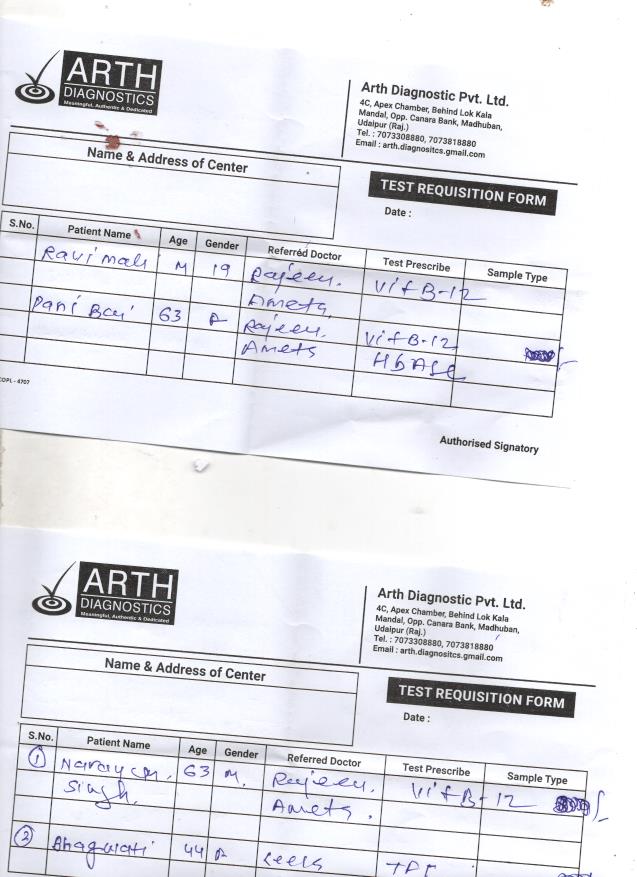 ARTH
DIAGNOSTICS
Meaningful, Authentic & Dedicated
Arth Diagnostic Pvt. Ltd.
4C, Apex Chamber, Behind Lok Kala
Mandal, Opp. Canara Bank, Madhuban,
Udaipur (Raj.)
Tel. : 7073308880, 7073818880
Email : arth.diagnositcs.gmail.com
Name & Address of Center
TEST REQUISITION FORM
Date :
S.No. Patient Name Age Gender Referred Doctor Test Prescribe Sample Type
Ravi mali M 19 Rajeev. Vit B-12
Ameta
Bai 63 Rajeev. Vit B-12
Ameta
COPL - 4707
Authorised Signatory
ARTH
DIAGNOSTICS
Meaningful, Authentic & Dedicated
Arth Diagnostic Pvt. Ltd.
4C, Apex Chamber, Behind Lok Kala
Mandal, Opp. Canara Bank, Madhuban,
Udaipur (Raj.)
Tel. : 7073308880, 7073818880
Email : arth.diagnositcs.gmail.com
Name & Address of Center
TEST REQUISITION FORM
Date :
S.No. Patient Name Age Gender Referred Doctor Test Prescribe Sample Type
1 Narayan. 63 M. Rajeev. Vit B-12
Singh. Ameta.
2 Bhagwati 44